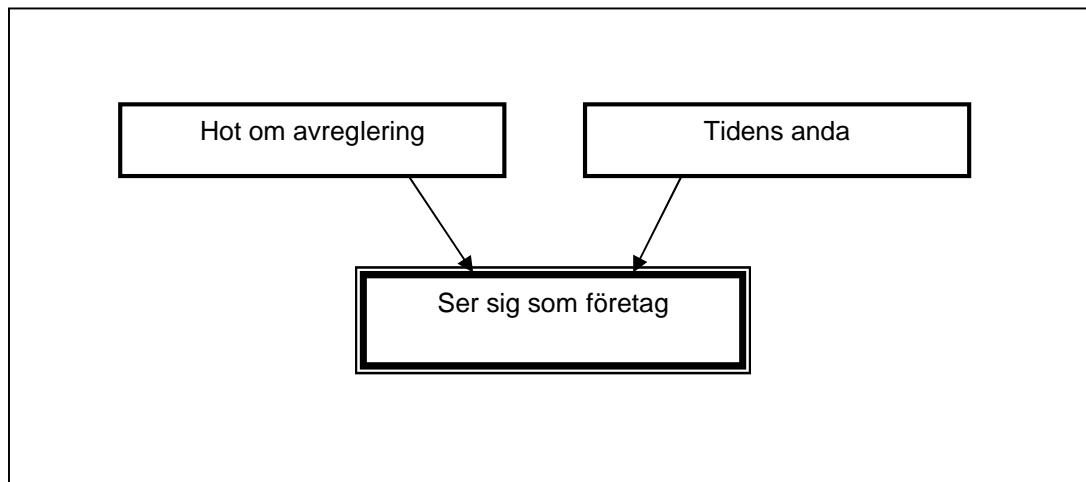 Hot om avreglering
Tidens anda
Ser sig som företag